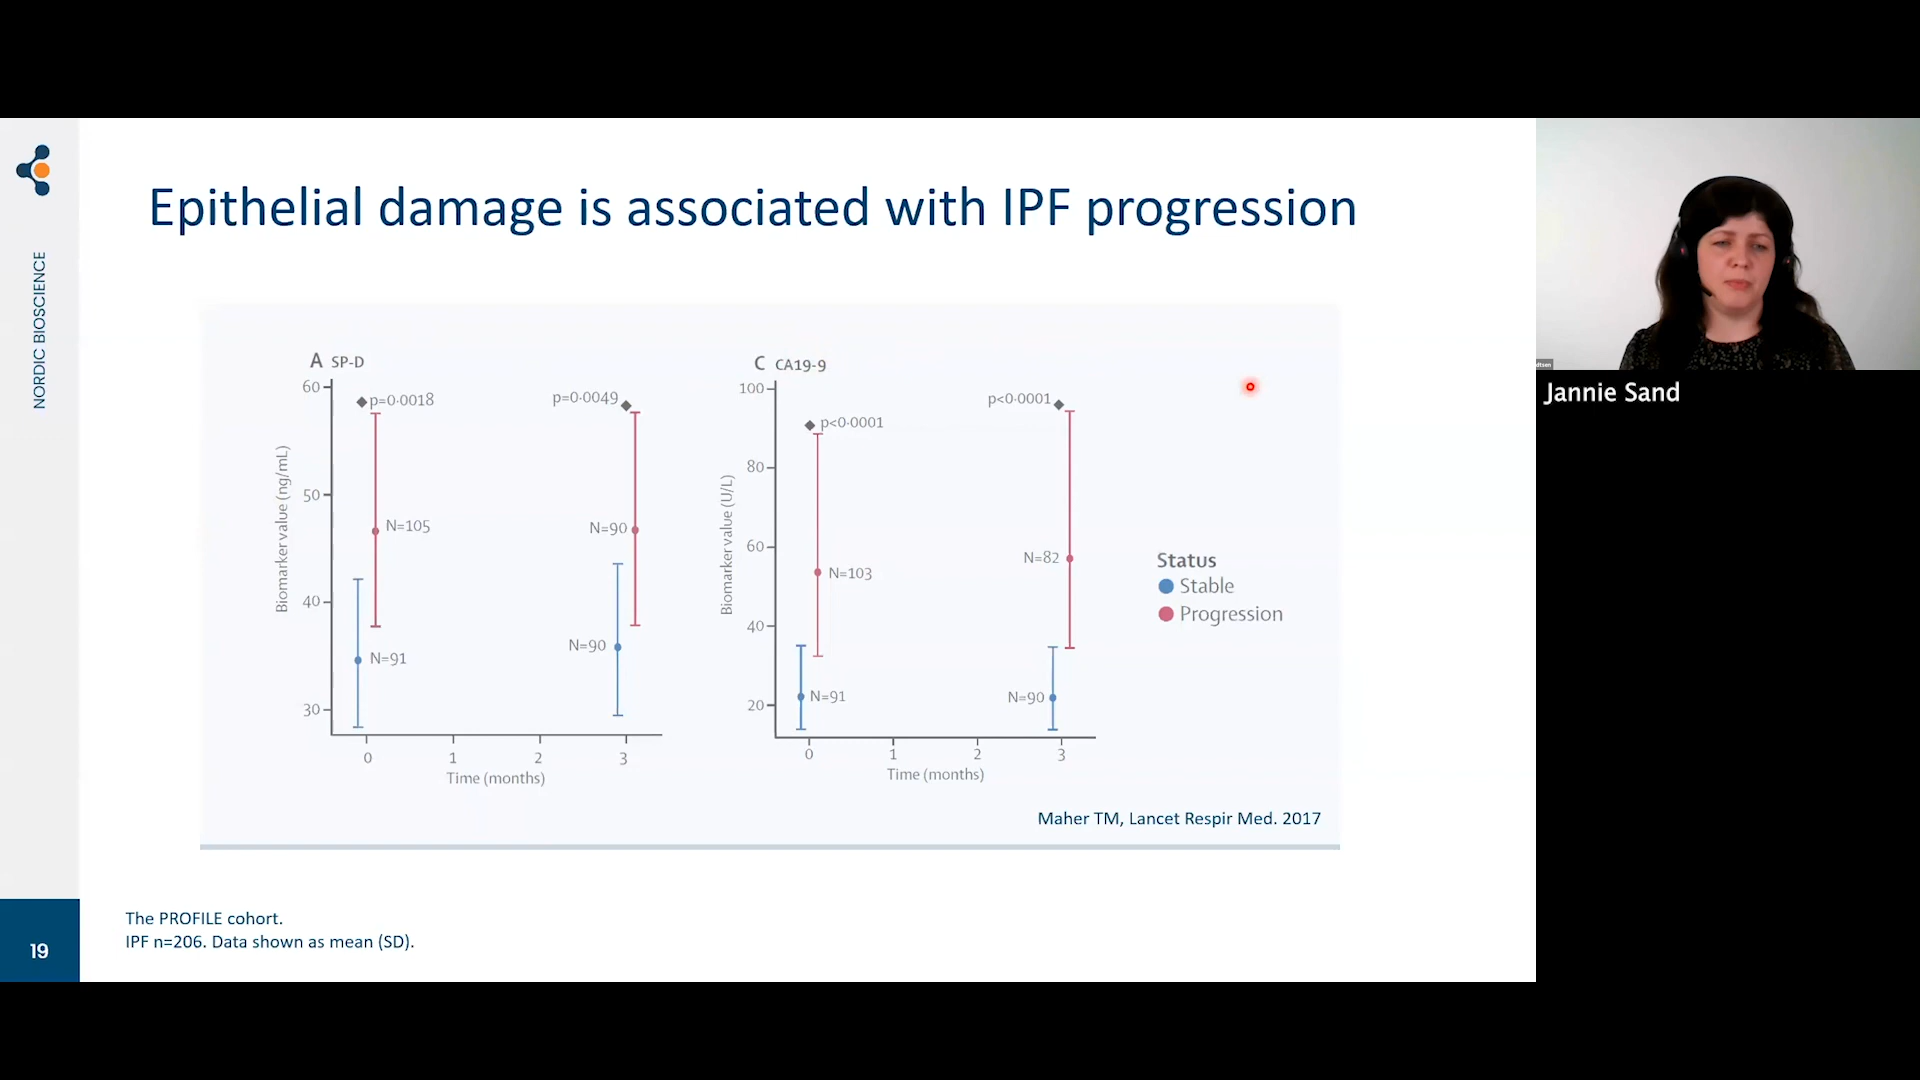 NORDIC BIOSCIENCE
Epithelial damage is associated with IPF progression
A SP-D
60
50
40
30
Biomarker value (ng/mL)
p=0·0018
p=0·0049
N=105
N=90
N=91
N=90
0 1 2 3
Time (months)
C CA19-9
100
80
60
40
20
Biomarker value (U/L)
p<0·0001
p<0·0001
N=103
N=82
N=91
N=90
0 1 2 3
Time (months)
Status
Stable
Progression
Maher TM, Lancet Respir Med. 2017
The PROFILE cohort.
IPF n=206. Data shown as mean (SD).
19
Jannie Sand